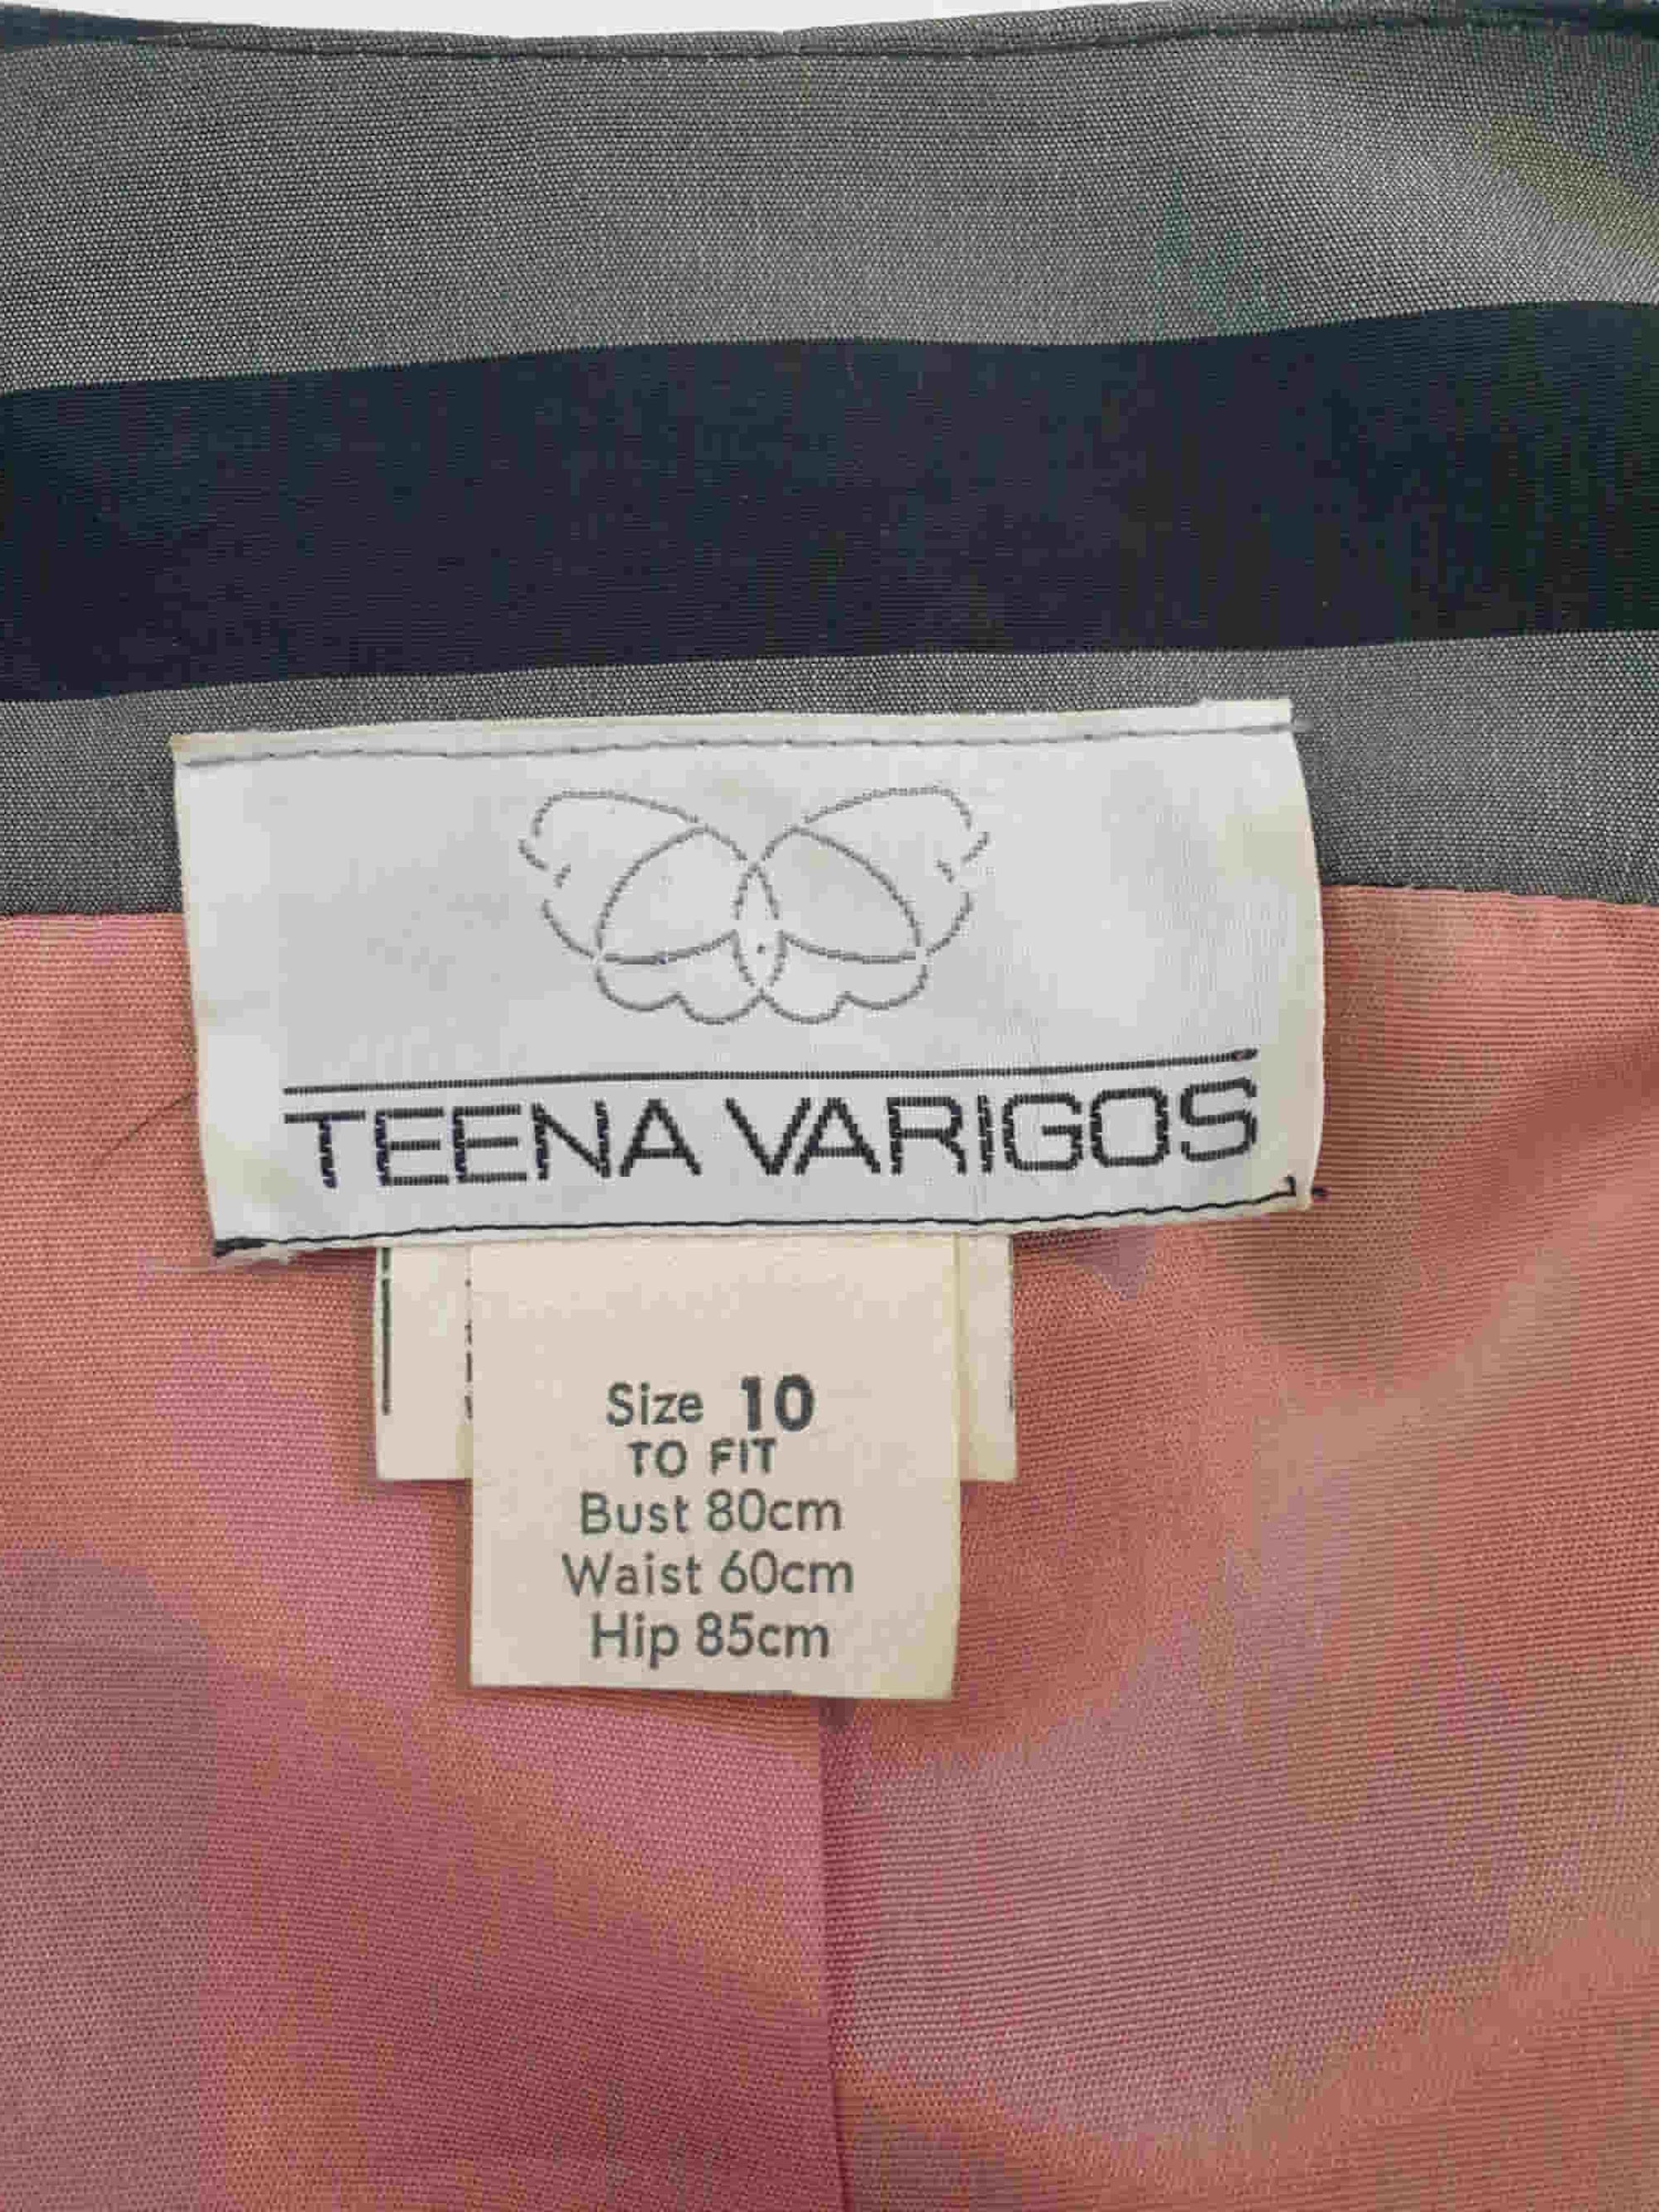 TEENA VARIGOS
Size 10
TO FIT
Bust 80cm
Waist 60cm
Hip 85cm